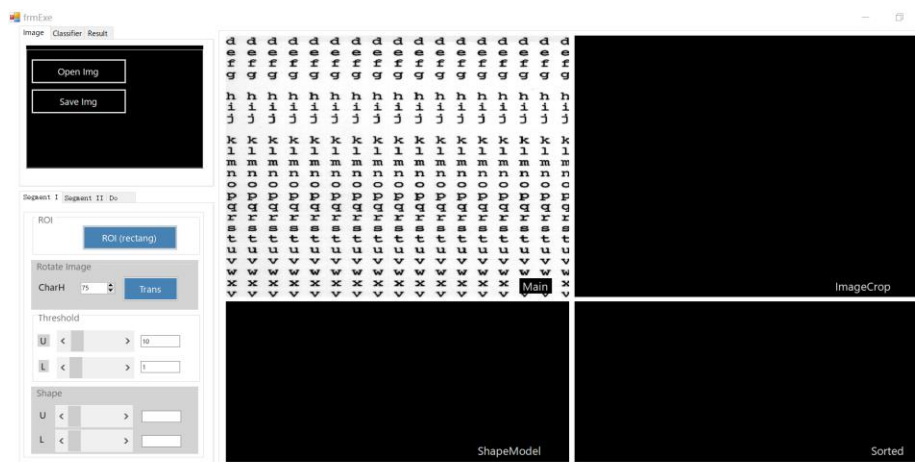 frmExe
Image Classifier Result
Open Img
Save Img
d d d d d d d d d d d d d d d d d
e e e e e e e e e e e e e e e e e
f f f f f f f f f f f f f f f f f
g g g g g g g g g g g g g g g g g
h h h h h h h h h h h h h h h h h
i i i i i i i i i i i i i i i i i
j j j j j j j j j j j j j j j j j
k k k k k k k k k k k k k k k k k
l l l l l l l l l l l l l l l l l
m m m m m m m m m m m m m m m m m
n n n n n n n n n n n n n n n n n
o o o o o o o o o o o o o o o o o
p p p p p p p p p p p p p p p p p
q q q q q q q q q q q q q q q q q
r r r r r r r r r r r r r r r r r
s s s s s s s s s s s s s s s s s
t t t t t t t t t t t t t t t t t
u u u u u u u u u u u u u u u u u
v v v v v v v v v v v v v v v v v
w w w w w w w w w w w w w w w w w
x x x x x x x x x x x x x x x
Main
ImageCrop
Segment I Segment II Do
ROI
ROI (rectang)
Rotate Image
CharH 75 Trans
Threshold
U < > 10
L < > 1
Shape
U < >
L < >
ShapeModel
Sorted